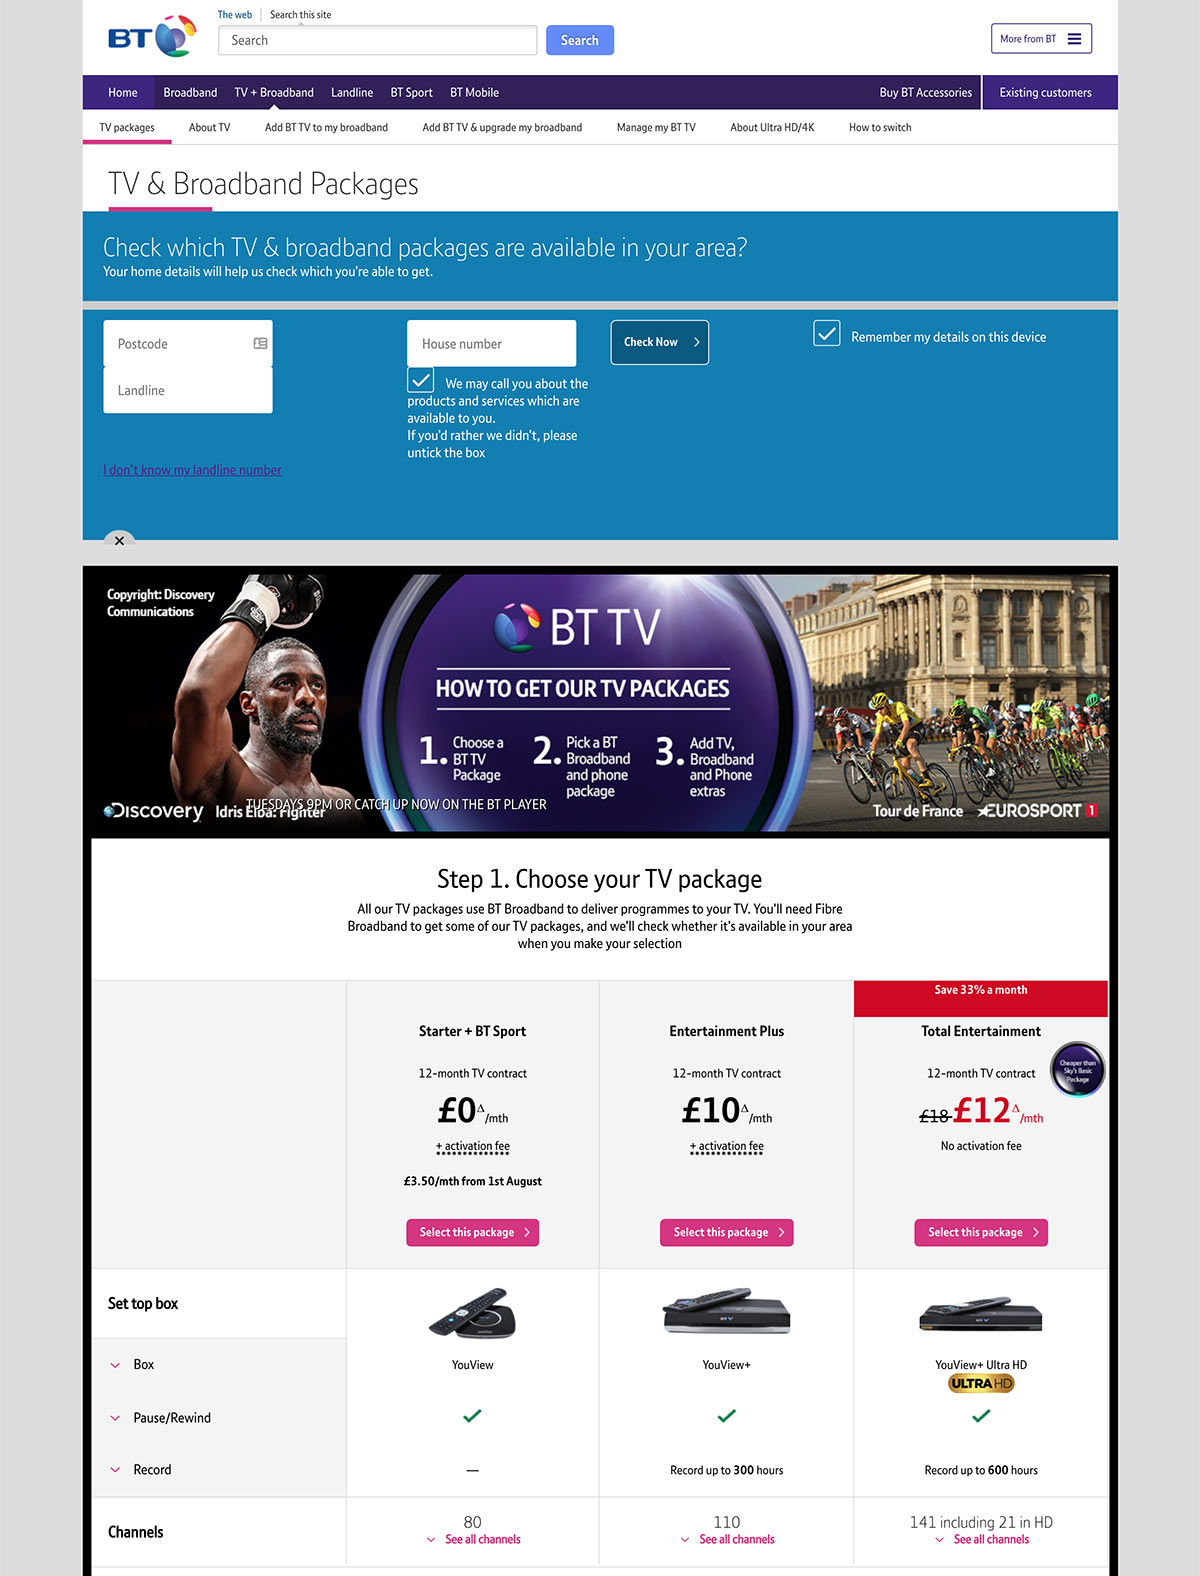 BT
The web
Search this site
Search
Search
More from BT
Home
Broadband
TV + Broadband
Landline
BT Sport
BT Mobile
Buy BT Accessories
Existing customers
TV packages
About TV
Add BT TV to my broadband
Add BT TV & upgrade my broadband
Manage my BT TV
About Ultra HD/4K
How to switch
TV & Broadband Packages
Check which TV & broadband packages are available in your area?
Your home details will help us check which you're able to get.
Postcode
House number
Check Now
Remember my details on this device
Landline
We may call you about the
products and services which are
available to you.
If you'd rather we didn't, please
untick the box
I don't know my landline number
Copyright: Discovery
Communications
BT TV
HOW TO GET OUR TV PACKAGES
1. Choose a
BT TV
Package
2. Pick a BT
Broadband
and phone
package
3. Add TV,
Broadband
and Phone
extras
Discovery
Idris Elba: Fighter
TUESDAYS 9PM OR CATCH UP NOW ON THE BT PLAYER
Tour de France
EUROSPORT 1
Step 1. Choose your TV package
All our TV packages use BT Broadband to deliver programmes to your TV. You'll need Fibre
Broadband to get some of our TV packages, and we'll check whether it's available in your area
when you make your selection
Save 33% a month
Starter + BT Sport
Entertainment Plus
Total Entertainment
12-month TV contract
12-month TV contract
12-month TV contract
Cheaper than
Sky's Basic
Package
£0Δ/mth
£10Δ/mth
£18 £12Δ/mth
+ activation fee
+ activation fee
No activation fee
£3.50/mth from 1st August
Select this package
Select this package
Select this package
Set top box
Box
YouView
YouView+
YouView+ Ultra HD
ULTRA HD
Pause/Rewind
Record
—
Record up to 300 hours
Record up to 600 hours
Channels
80
See all channels
110
See all channels
141 including 21 in HD
See all channels